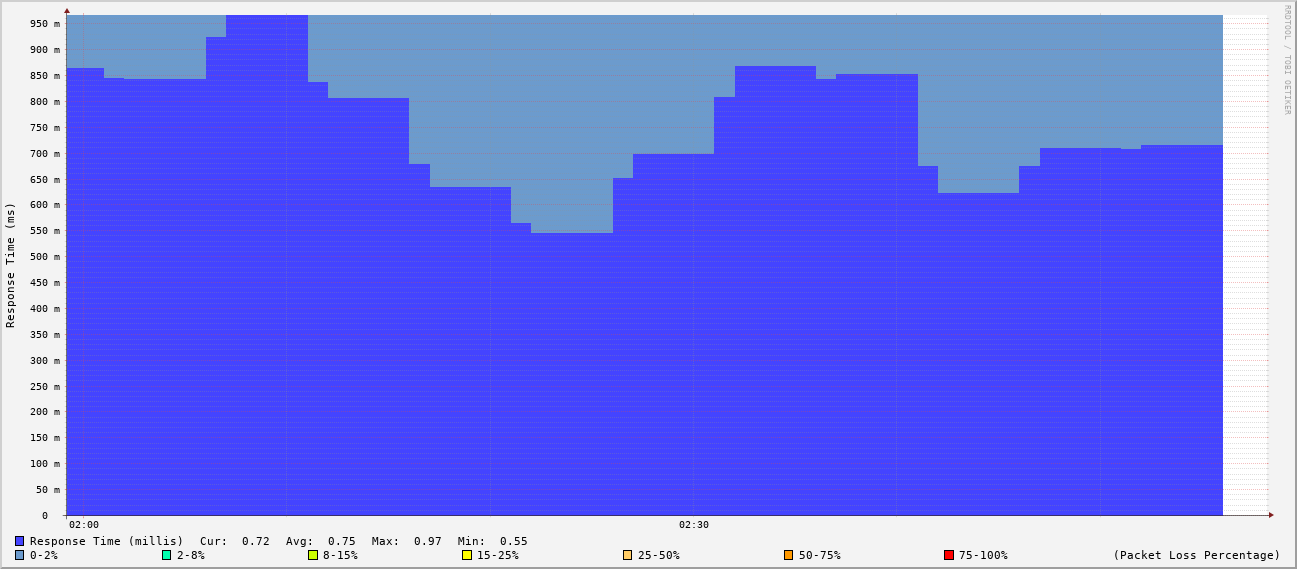 RRDTOOL / TOBI OETIKER
Response Time (ms)
950 m
900 m
850 m
800 m
750 m
700 m
650 m
600 m
550 m
500 m
450 m
400 m
350 m
300 m
250 m
200 m
150 m
100 m
50 m
0
02:00 02:30
Response Time (millis) Cur: 0.72 Avg: 0.75 Max: 0.97 Min: 0.55
0-2% 2-8% 8-15% 15-25% 25-50% 50-75% 75-100% (Packet Loss Percentage)